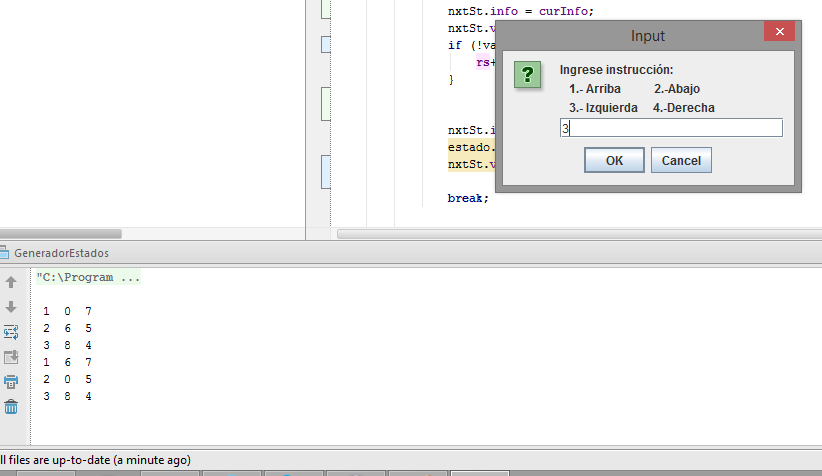 nxtSt.info = curInfo;
nxtSt.v
if (!va
rs+
}
nxtSt.i
estado.
nxtSt.v
break;
Input
Ingrese instrucción:
1.- Arriba 2.-Abajo
3.- Izquierda 4.-Derecha
3
OK Cancel
GeneradorEstados
"C:\Program ...
1 0 7
2 6 5
3 8 4
1 6 7
2 0 5
3 8 4
ll files are up-to-date (a minute ago)